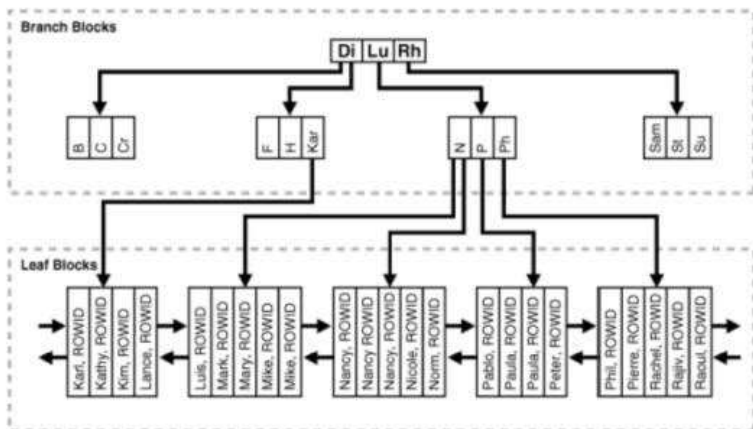 Branch Blocks
Di Lu Rh
B
C
Cr
F
H
Kar
N
P
Ph
Sam
St
Su
Leaf Blocks
Karl, ROWID
Kathy, ROWID
Kim, ROWID
Lance, ROWID
Luis, ROWID
Mark, ROWID
Mary, ROWID
Mike, ROWID
Mike, ROWID
Nancy, ROWID
Nancy ROWID
Nancy, ROWID
Nicole, ROWID
Norm, ROWID
Pablo, ROWID
Paula, ROWID
Paula, ROWID
Peter, ROWID
Phil, ROWID
Pierre, ROWID
Rachel, ROWID
Rajiv, ROWID
Raoul, ROWID